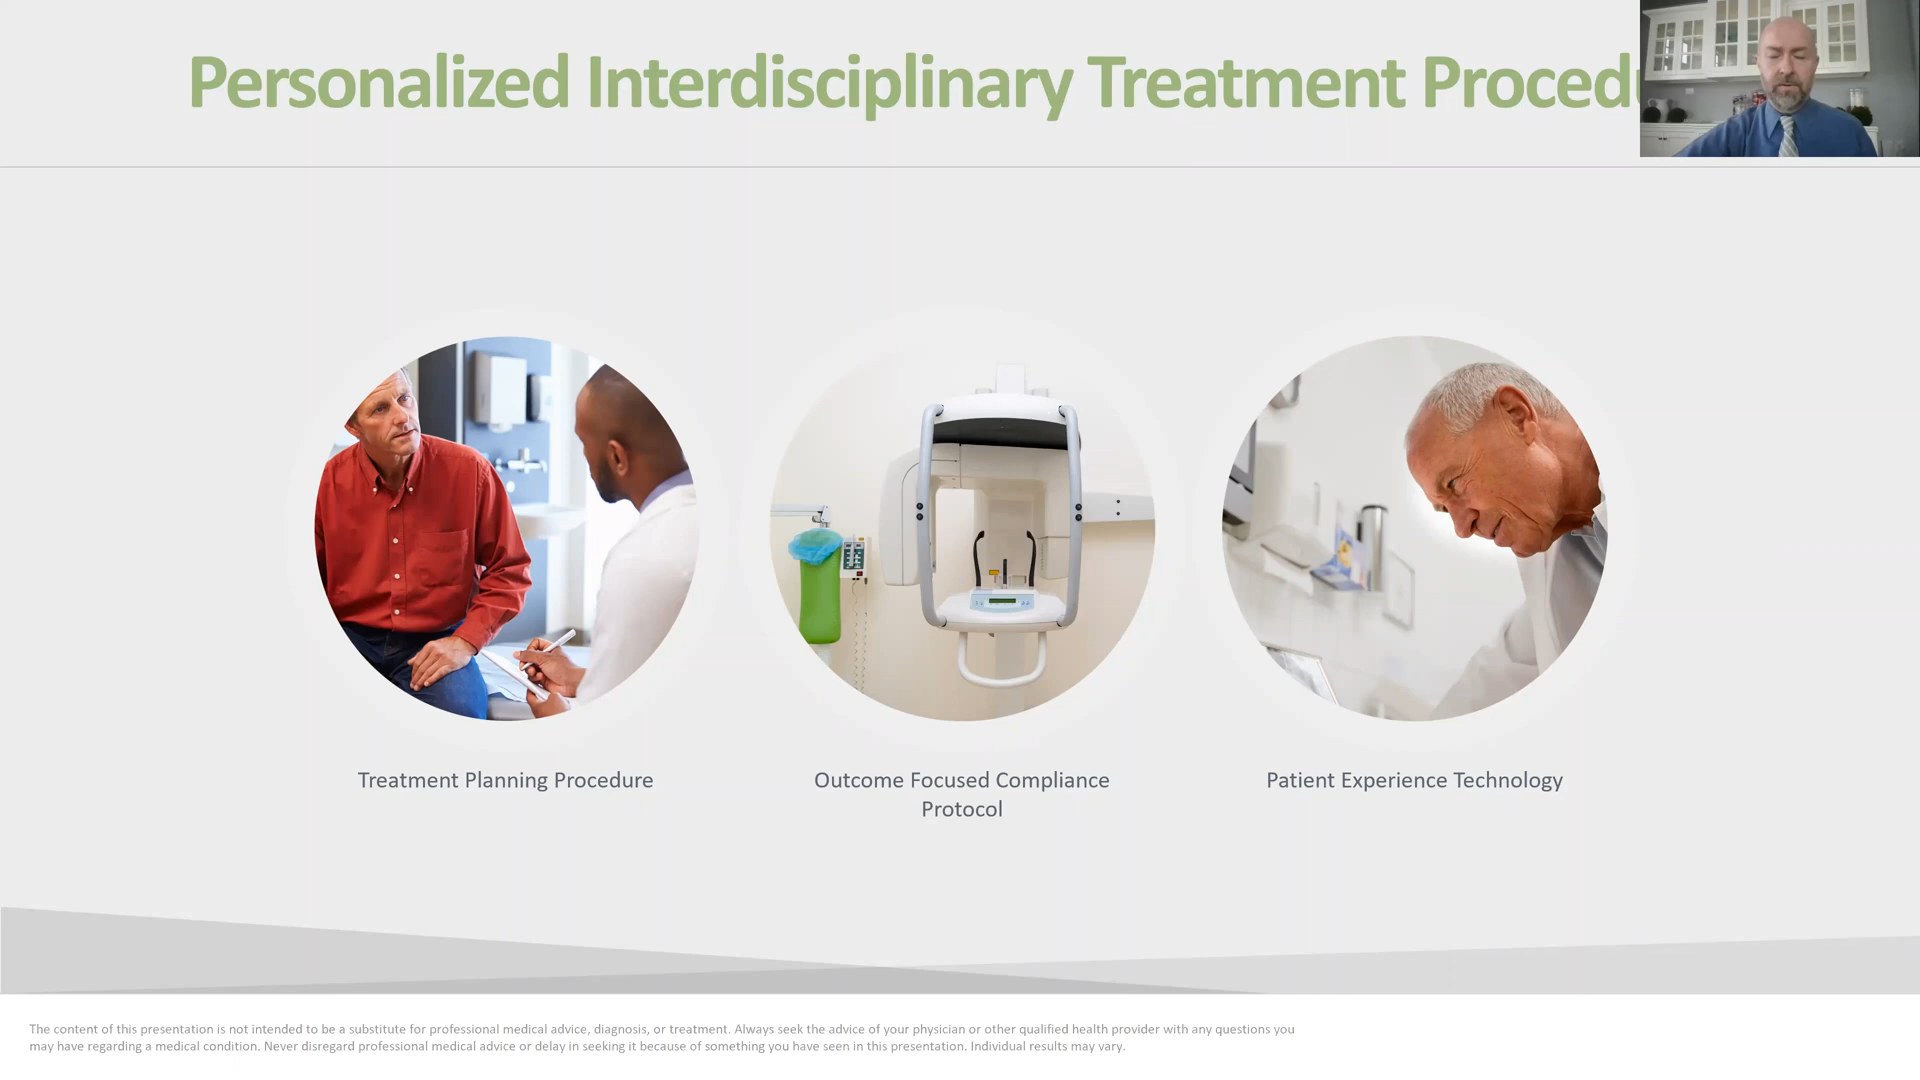 Personalized Interdisciplinary Treatment
Treatment Planning Procedure
Outcome Focused Compliance
Protocol
Patient Experience Technology
The content of this presentation is not intended to be a substitute for professional medical advice, diagnosis, or treatment. Always seek the advice of your physician or other qualified health provider with any questions you
may have regarding a medical condition. Never disregard professional medical advice or delay in seeking it because of something you have seen in this presentation. Individual results may vary.